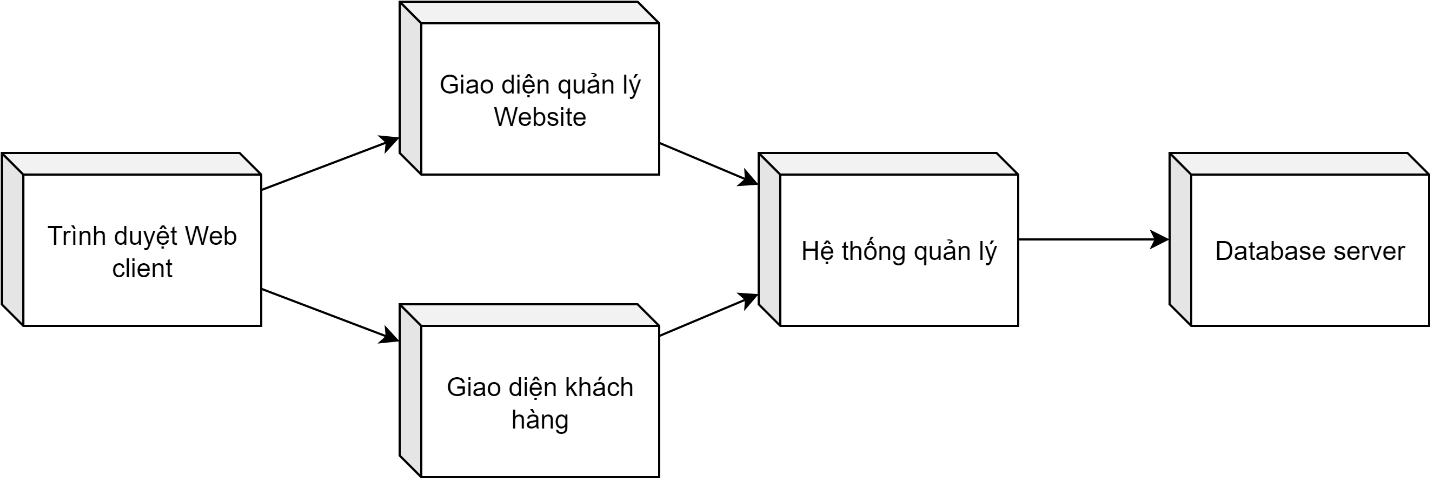 Giao diện quản lý
Website
Trình duyệt Web
client
Hệ thống quản lý
Database server
Giao diện khách
hàng